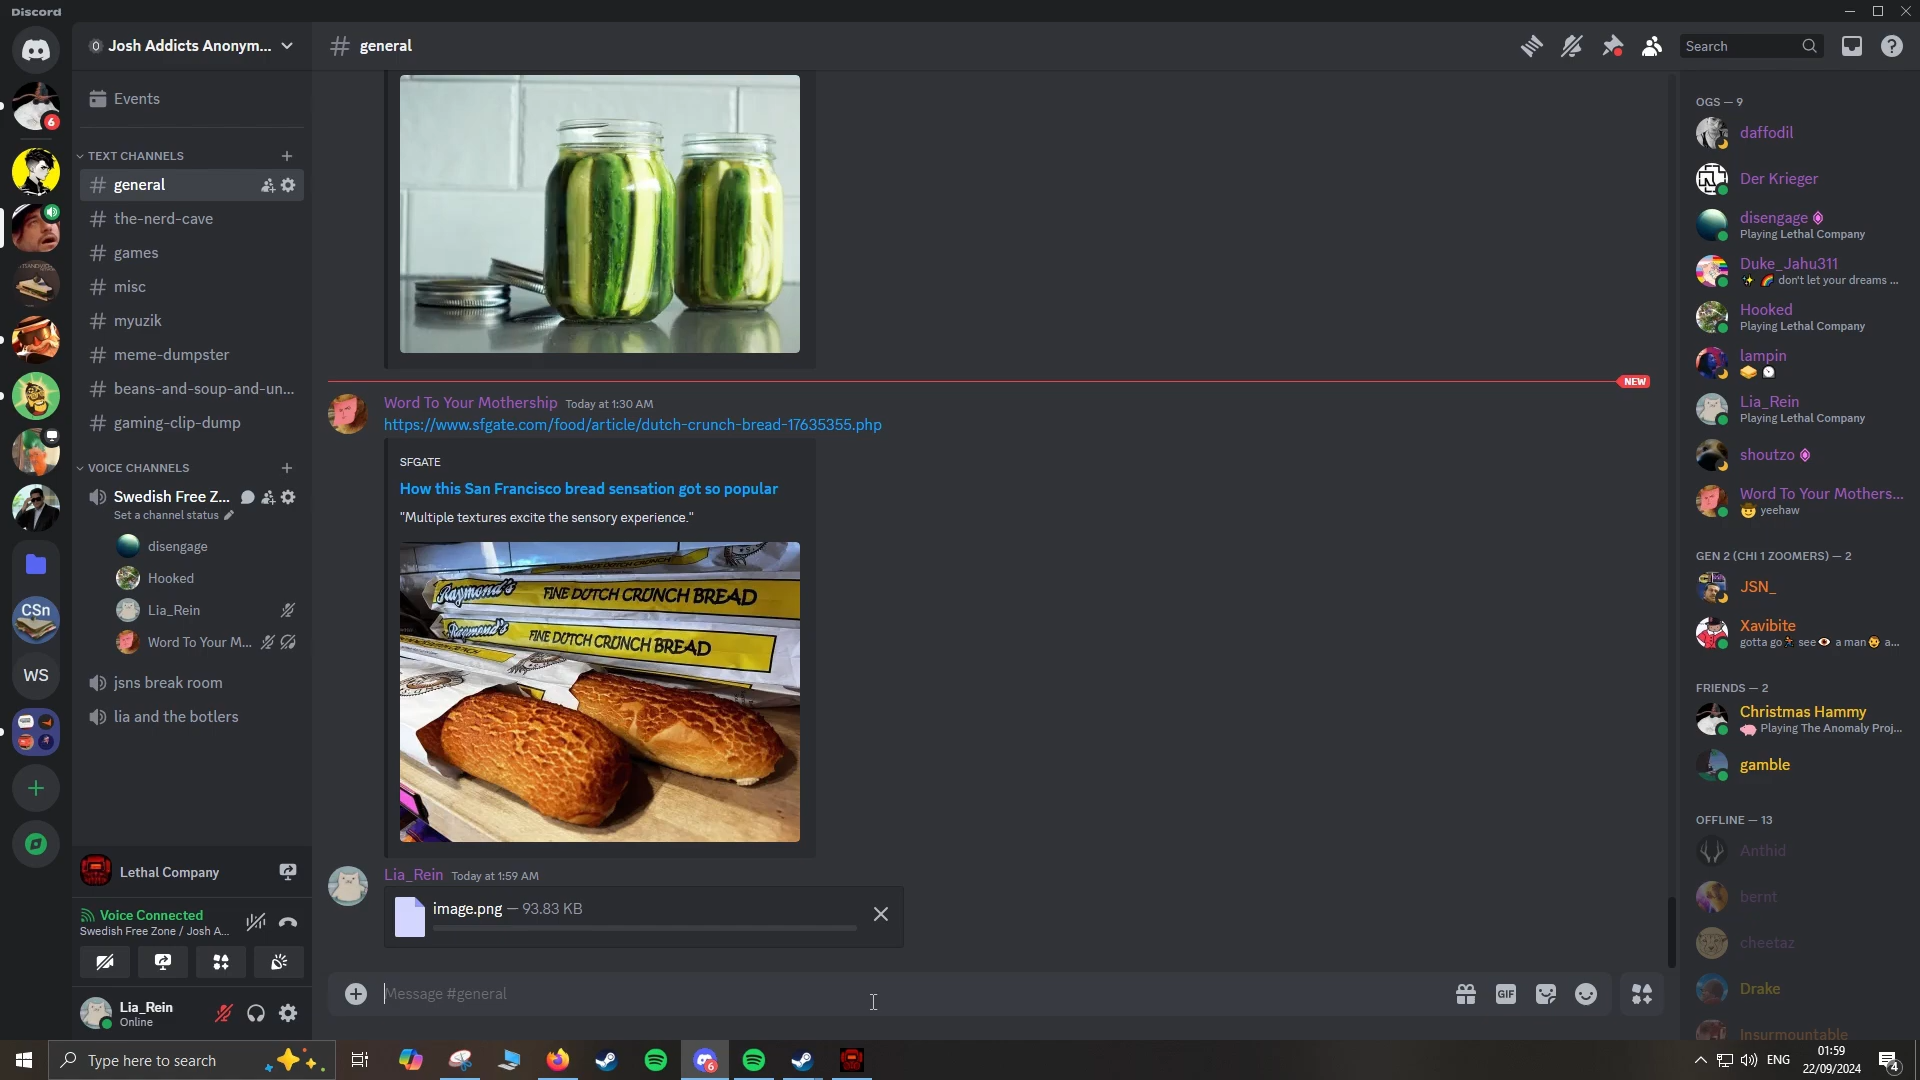 Discord
Josh Addicts Anonym...
Events
TEXT CHANNELS
general
the-nerd-cave
games
misc
myuzik
meme-dumpster
beans-and-soup-and-un...
gaming-clip-dump
VOICE CHANNELS
Swedish Free Z...
Set a channel status
disengage
Hooked
Lia_Rein
Word To Your M...
jsns break room
lia and the botlers
6
CSn
WS
Lethal Company
Voice Connected
Swedish Free Zone / Josh A...
Lia_Rein
Online
# general
Search
NEW
Word To Your Mothership Today at 1:30 AM
https://www.sfgate.com/food/article/dutch-crunch-bread-17635355.php
SFGATE
How this San Francisco bread sensation got so popular
"Multiple textures excite the sensory experience."
Raymond's FINE DUTCH CRUNCH BREAD
Raymond's FINE DUTCH CRUNCH BREAD
Lia_Rein Today at 1:59 AM
image.png — 93.83 KB
Message #general
GIF
OGS — 9
daffodil
Der Krieger
disengage
Playing Lethal Company
Duke_Jahu311
✨ 🌈 don't let your dreams ...
Hooked
Playing Lethal Company
lampin
Lia_Rein
Playing Lethal Company
shoutzo
Word To Your Mothers...
🤠 yeehaw
GEN 2 (CHI 1 ZOOMERS) — 2
JSN_
Xavibite
gotta go see👁 a man a...
FRIENDS — 2
Christmas Hammy
Playing The Anomaly Proj...
gamble
OFFLINE — 13
Anthid
bernt
cheetaz
Drake
Insurmountable
Type here to search
6
ENG
01:59
22/09/2024
4